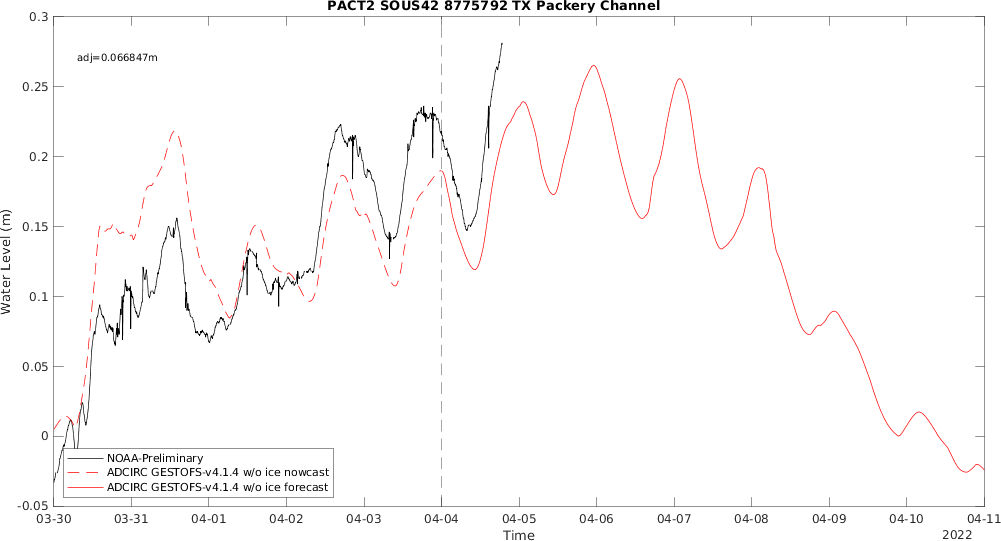 PACT2 SOUS42 8775792 TX Packery Channel
adj=0.066847m
0.3
0.25
0.2
0.15
0.1
0.05
0
-0.05
Water Level (m)
NOAA-Preliminary
ADCIRC GESTOFS-v4.1.4 w/o ice nowcast
ADCIRC GESTOFS-v4.1.4 w/o ice forecast
03-30 03-31 04-01 04-02 04-03 04-04 04-05 04-06 04-07 04-08 04-09 04-10 04-11
Time
2022